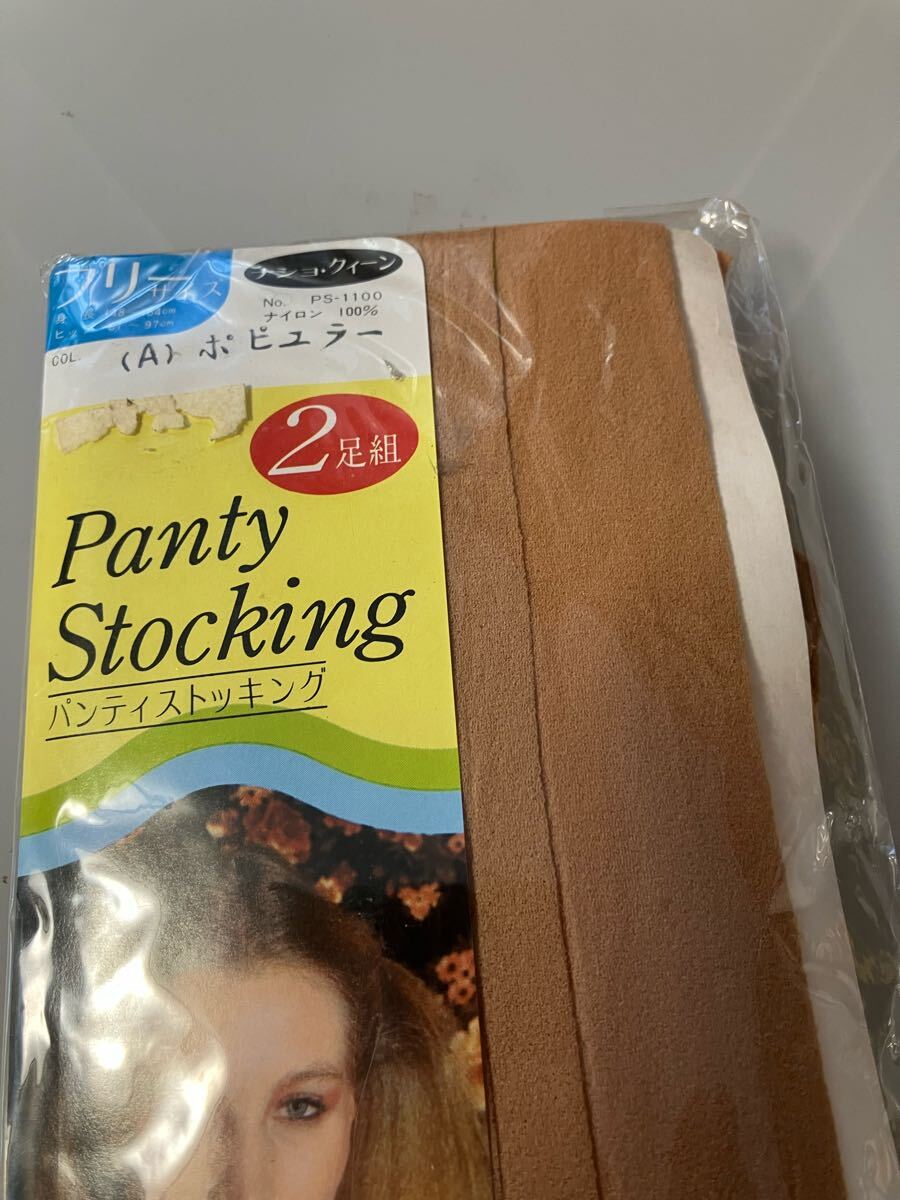 フリーサイズ
ナショ・クィーン
No. PS-1100
ナイロン 100%
～97cm
COL.
(A) ポピュラー
2足組
Panty
Stocking
パンティストッキング